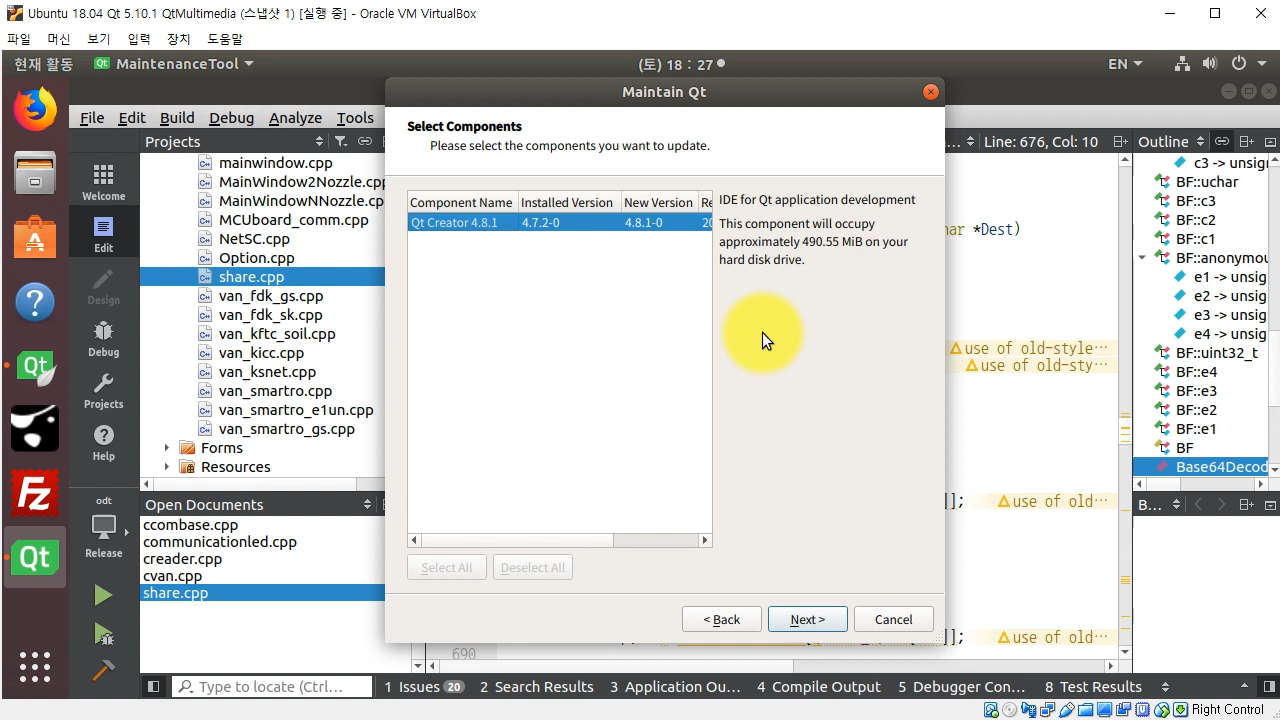 Ubuntu 18.04 Qt 5.10.1 QtMultimedia (스냅샷 1) [실행 중] - Oracle VM VirtualBox
파일 머신 보기 입력 장치 도움말
현재 활동 MaintenanceTool (토) 18 : 27 EN
Maintain Qt
File Edit Build Debug Analyze Tools
Select Components
Please select the components you want to update.
Projects
Line: 676, Col: 10
Outline
Component Name Installed Version New Version Re
Qt Creator 4.8.1 4.7.2-0 4.8.1-0 20
IDE for Qt application development
This component will occupy
approximately 490.55 MiB on your
hard disk drive.
Select All Deselect All
< Back Next > Cancel
Welcome
Edit
Design
Debug
Projects
Help
odt
Release
mainwindow.cpp
MainWindow2Nozzle.cpp
MainWindowNNozzle.cp
MCUboard_comm.cpp
NetSC.cpp
Option.cpp
share.cpp
van_fdk_gs.cpp
van_fdk_sk.cpp
van_kftc_soil.cpp
van_kicc.cpp
van_ksnet.cpp
van_smartro.cpp
van_smartro_e1un.cpp
van_smartro_gs.cpp
Forms
Resources
Open Documents
ccombase.cpp
communicationled.cpp
creader.cpp
cvan.cpp
share.cpp
har *Dest)
use of old-style…
use of old-sty…
]; use of old…
]; use of old…
690
c3 -> unsig
BF::uchar
BF::c3
BF::c2
BF::c1
BF::anonymou
e1 -> unsig
e2 -> unsig
e3 -> unsig
e4 -> unsig
BF::uint32_t
BF::e4
BF::e3
BF::e2
BF::e1
BF
Base64Decod
B...
Type to locate (Ctrl...
1 Issues 20 2 Search Results 3 Application Ou... 4 Compile Output 5 Debugger Con... 8 Test Results
Right Control